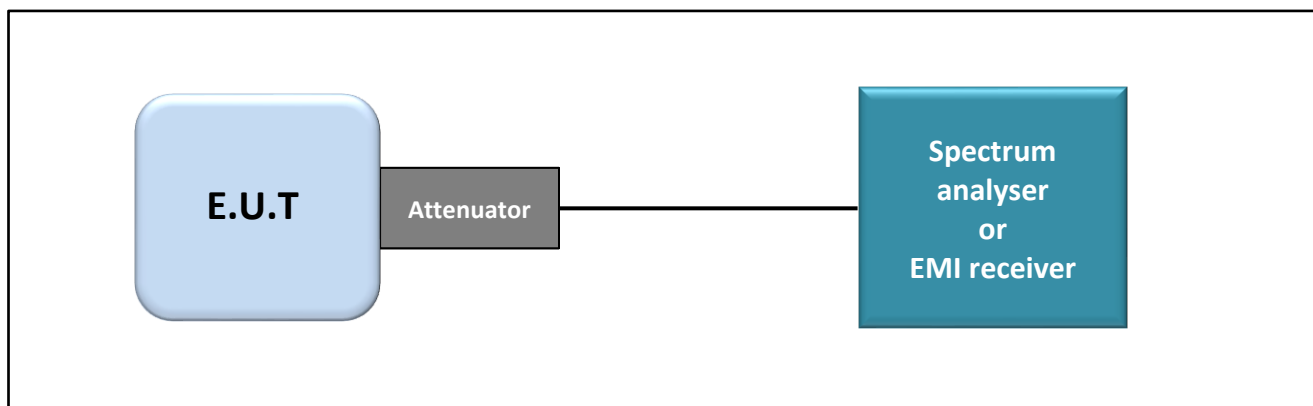 E.U.T
Attenuator
Spectrum
analyser
or
EMI receiver